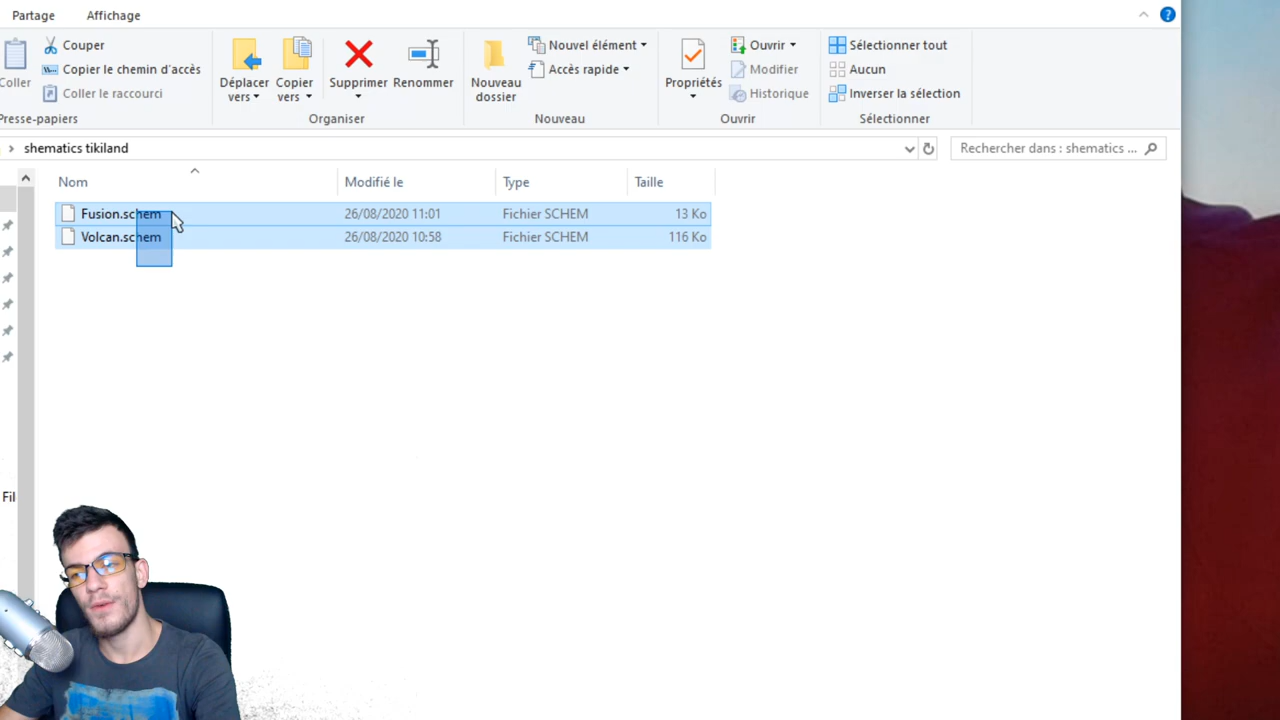 Partage Affichage
Coller
Couper
Copier le chemin d'accès
Coller le raccourci
Presse-papiers
Déplacer vers
Copier vers
Supprimer
Renommer
Organiser
Nouveau dossier
Nouvel élément
Accès rapide
Nouveau
Propriétés
Ouvrir
Modifier
Historique
Ouvrir
Sélectionner tout
Aucun
Inverser la sélection
Sélectionner
shematics tikiland
Rechercher dans : shematics ...
Nom Modifié le Type Taille
Fusion.schem 26/08/2020 11:01 Fichier SCHEM 13 Ko
Volcan.schem 26/08/2020 10:58 Fichier SCHEM 116 Ko
Fil